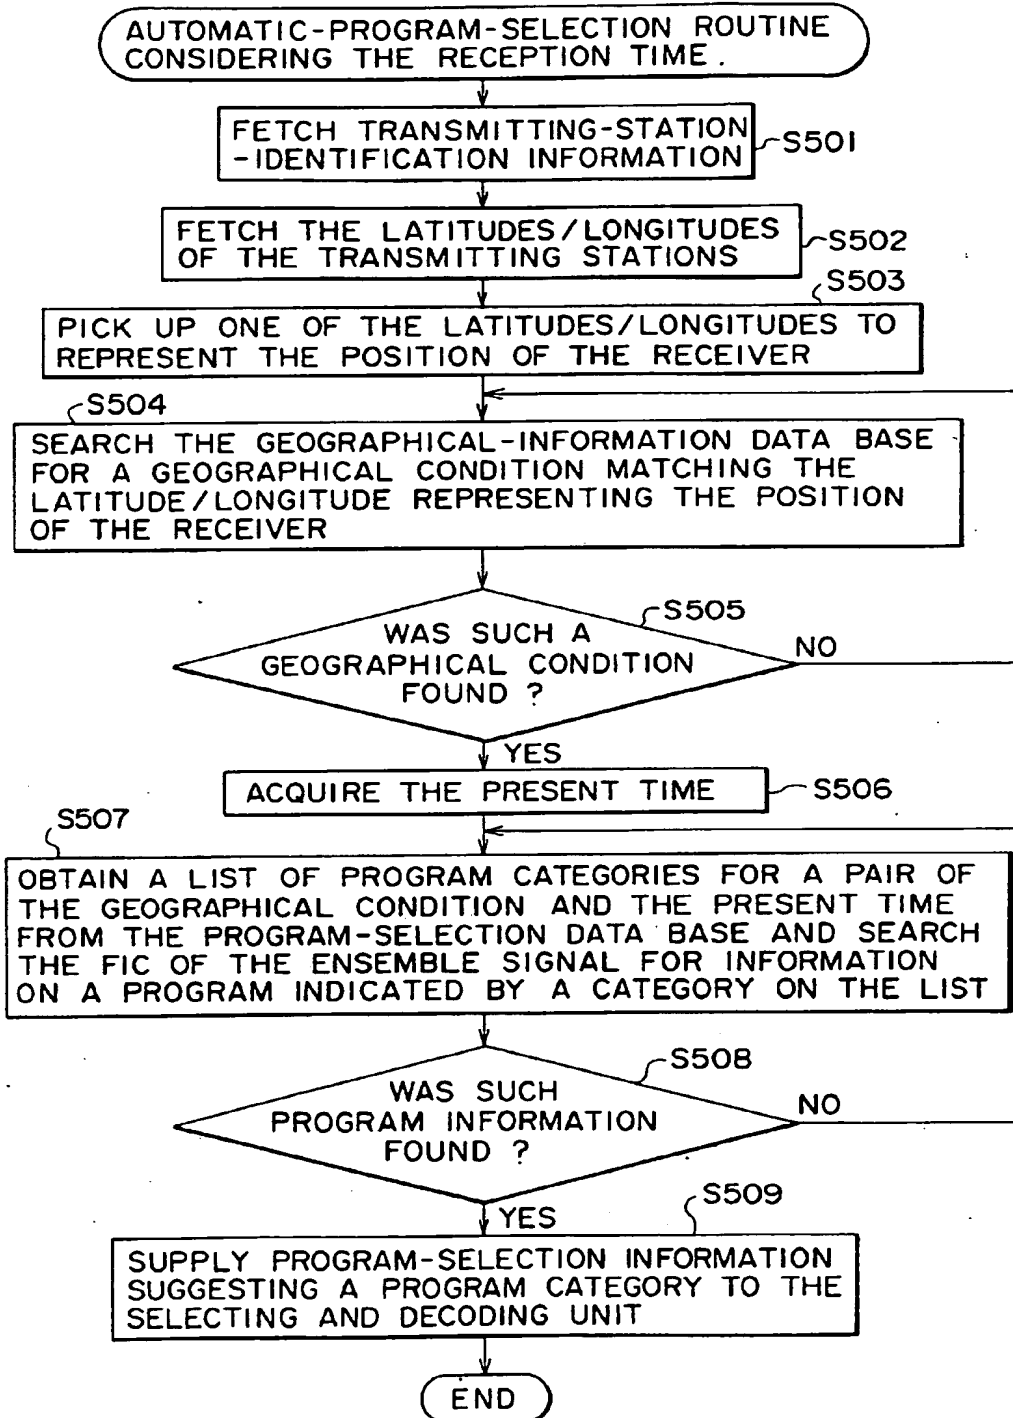 AUTOMATIC-PROGRAM-SELECTION ROUTINE
CONSIDERING THE RECEPTION TIME.
FETCH TRANSMITTING-STATION
-IDENTIFICATION INFORMATION
S501
FETCH THE LATITUDES/LONGITUDES
OF THE TRANSMITTING STATIONS
S502
S503
PICK UP ONE OF THE LATITUDES/LONGITUDES TO
REPRESENT THE POSITION OF THE RECEIVER
S504
SEARCH THE GEOGRAPHICAL-INFORMATION DATA BASE
FOR A GEOGRAPHICAL CONDITION MATCHING THE
LATITUDE/LONGITUDE REPRESENTING THE POSITION
OF THE RECEIVER
S505
WAS SUCH A
GEOGRAPHICAL CONDITION
FOUND ?
NO
YES
ACQUIRE THE PRESENT TIME
S506
S507
OBTAIN A LIST OF PROGRAM CATEGORIES FOR A PAIR OF
THE GEOGRAPHICAL CONDITION AND THE PRESENT TIME
FROM THE PROGRAM-SELECTION DATA BASE AND SEARCH
THE FIC OF THE ENSEMBLE SIGNAL FOR INFORMATION
ON A PROGRAM INDICATED BY A CATEGORY ON THE LIST
S508
WAS SUCH
PROGRAM INFORMATION
FOUND ?
NO
YES
S509
SUPPLY PROGRAM-SELECTION INFORMATION
SUGGESTING A PROGRAM CATEGORY TO THE
SELECTING AND DECODING UNIT
END